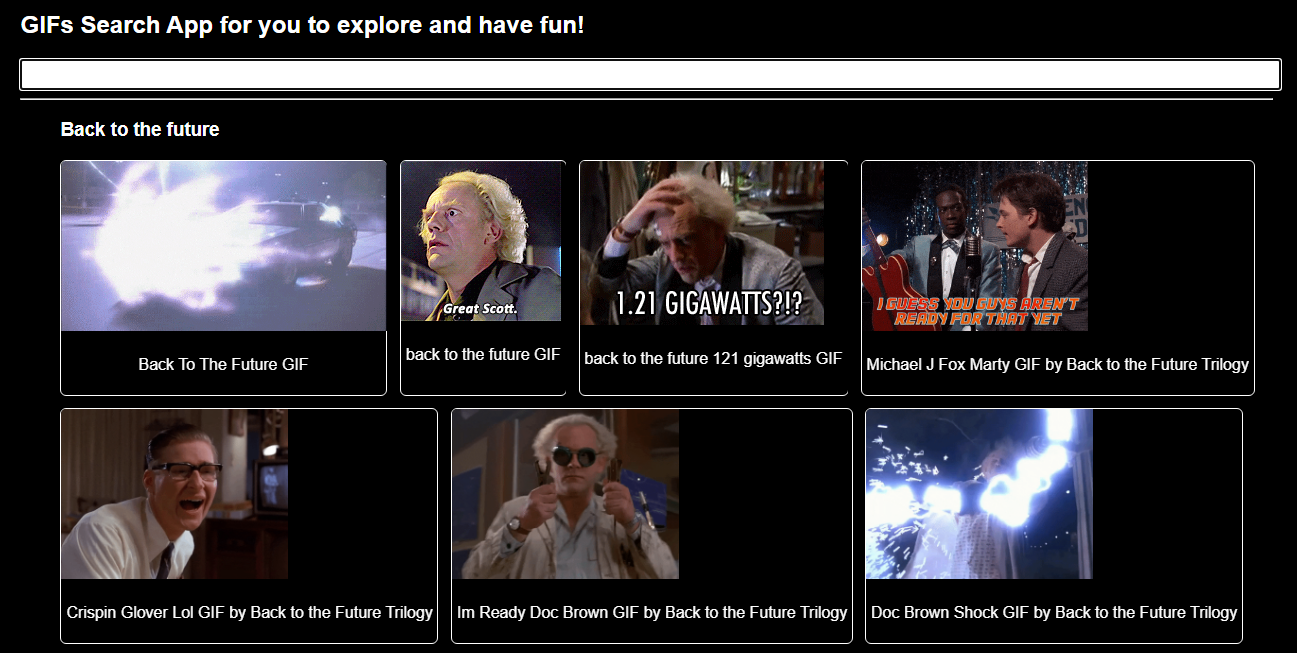 GIFs Search App for you to explore and have fun!
Back to the future
Great Scott.
1.21 GIGAWATTS?!?
I GUESS YOU GUYS AREN'T
READY FOR THAT YET
Back To The Future GIF
back to the future GIF
back to the future 121 gigawatts GIF
Michael J Fox Marty GIF by Back to the Future Trilogy
Crispin Glover Lol GIF by Back to the Future Trilogy
Im Ready Doc Brown GIF by Back to the Future Trilogy
Doc Brown Shock GIF by Back to the Future Trilogy